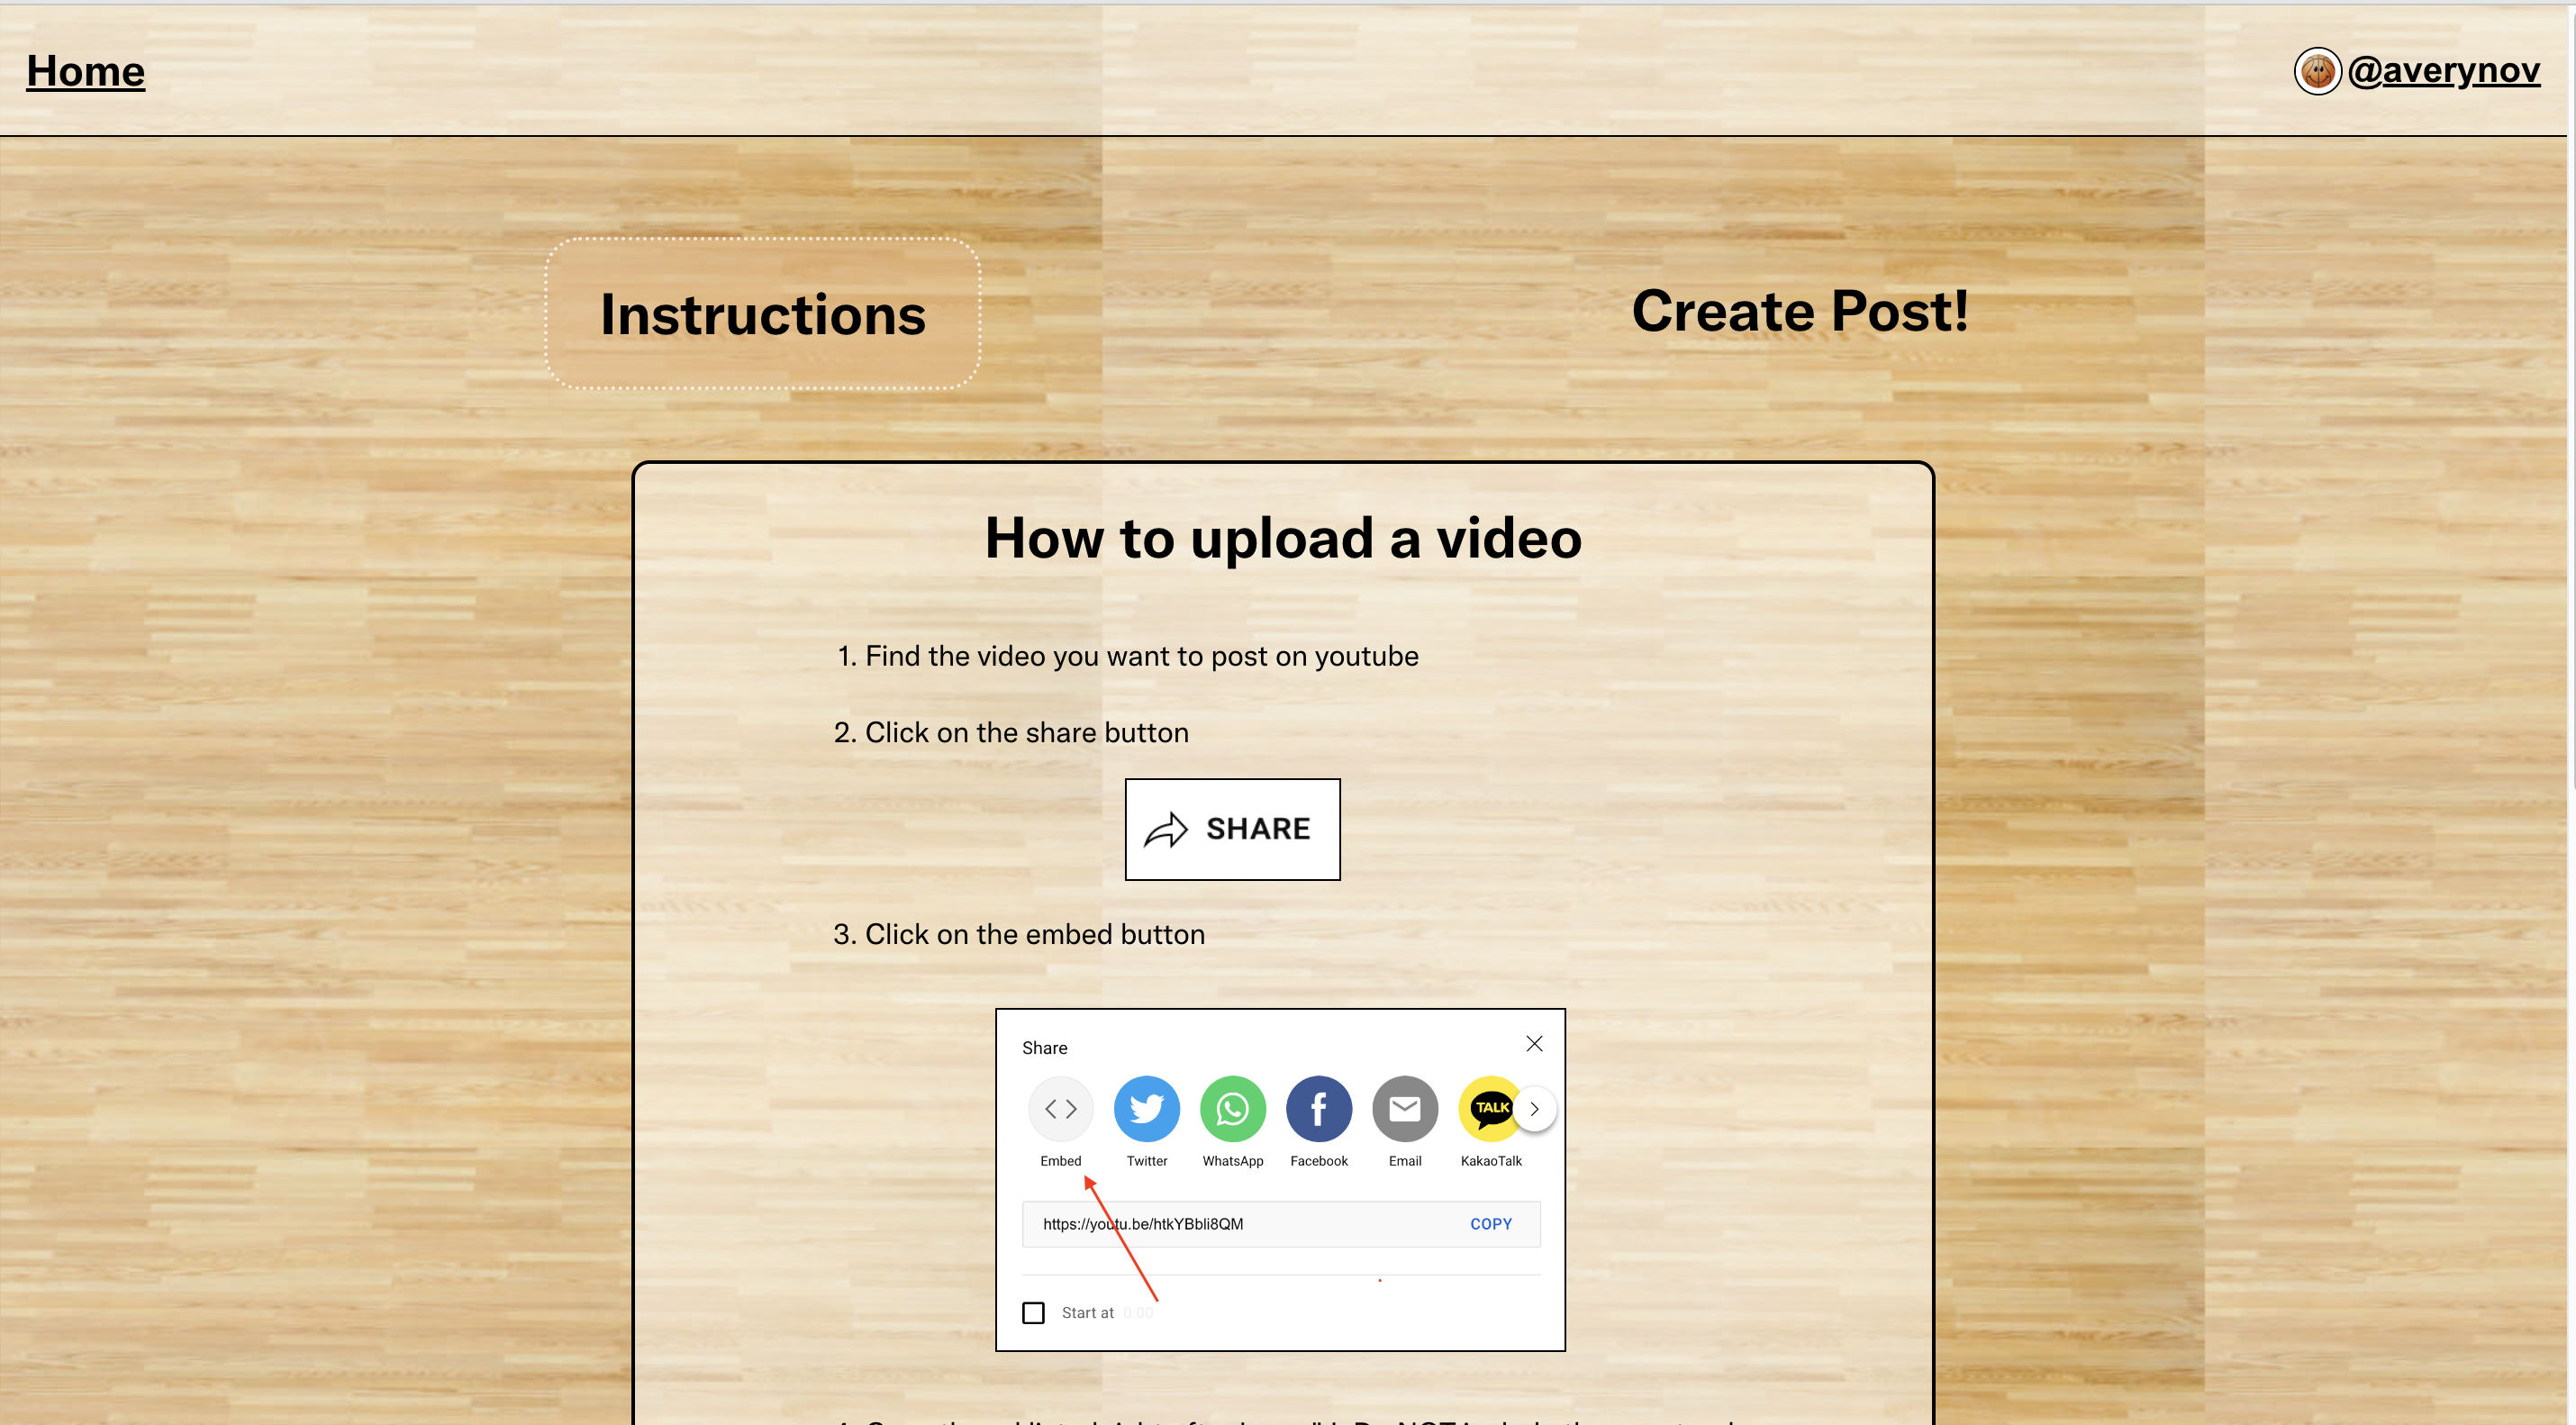 Home
@averynov
Instructions
Create Post!
How to upload a video
1. Find the video you want to post on youtube
2. Click on the share button
SHARE
3. Click on the embed button
Share
TALK
Embed
Twitter
WhatsApp
Facebook
Email
KakaoTalk
https://youtu.be/htkYBbli8QM
COPY
Start at 0:00